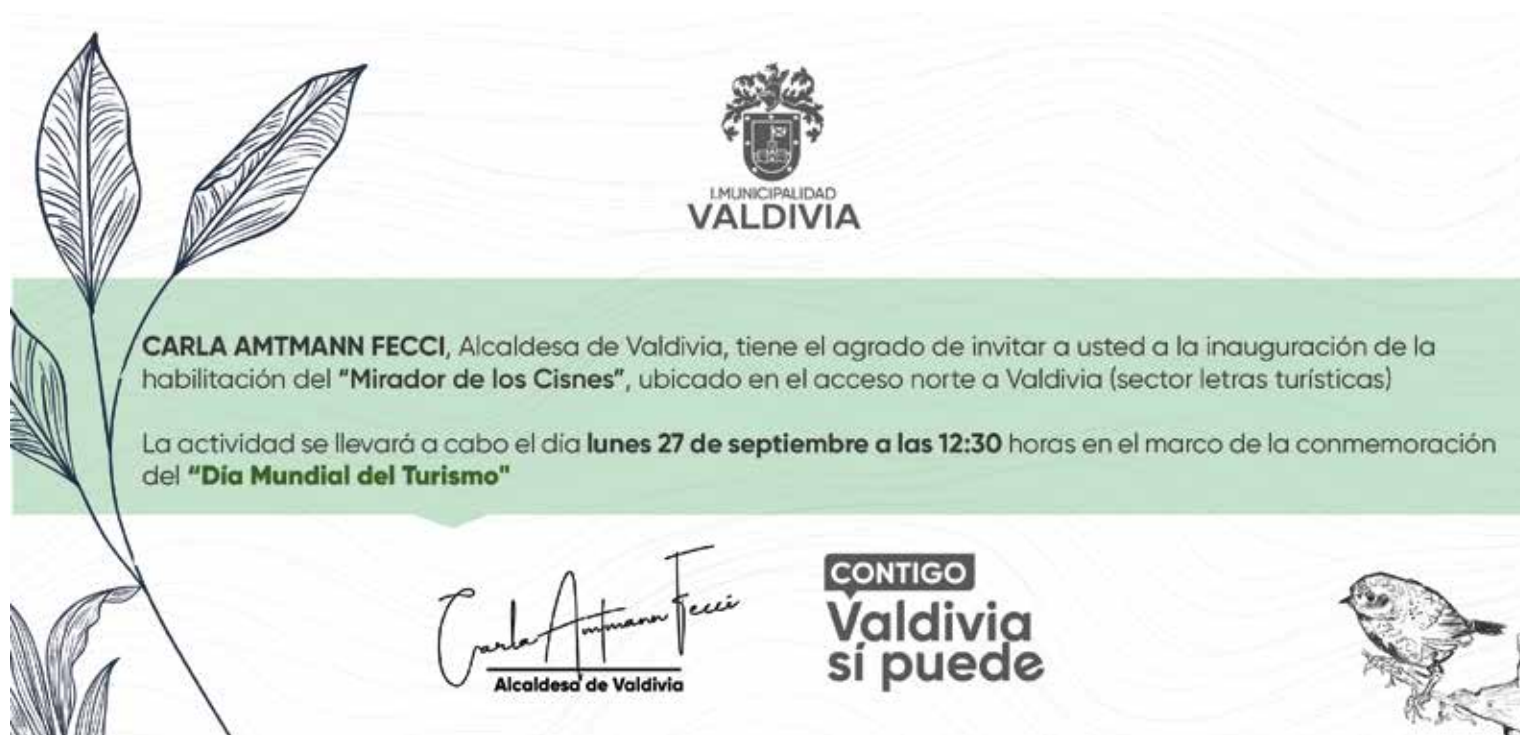 I.MUNICIPALIDAD
VALDIVIA
CARLA AMTMANN FECCI, Alcaldesa de Valdivia, tiene el agrado de invitar a usted a la inauguración de la
habilitación del “Mirador de los Cisnes”, ubicado en el acceso norte a Valdivia (sector letras turísticas)
La actividad se llevará a cabo el día lunes 27 de septiembre a las 12:30 horas en el marco de la conmemoración
del “Día Mundial del Turismo"
Carla Amtmann Fecci
Alcaldesa de Valdivia
CONTIGO
Valdivia
sí puede